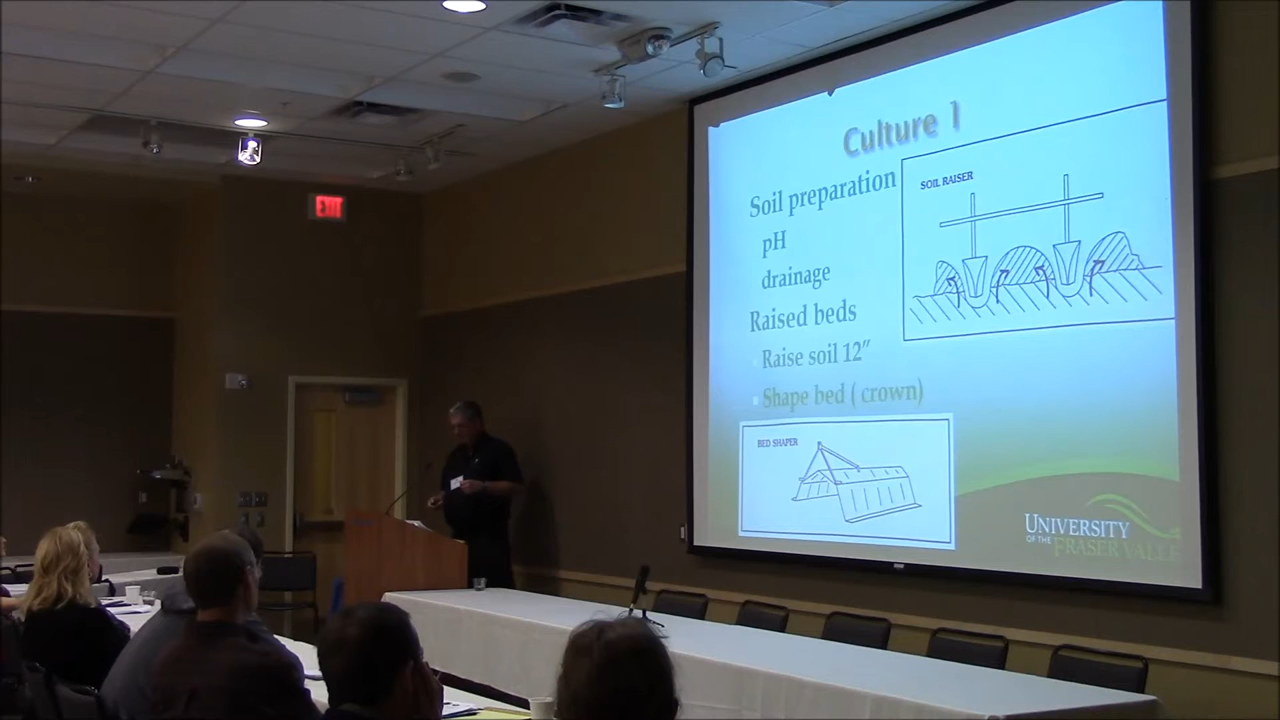 EXIT
Culture 1
Soil preparation
pH
drainage
Raised beds
Raise soil 12"
Shape bed ( crown)
SOIL RAISER
BED SHAPER
UNIVERSITY
OF THE FRASER VALLE